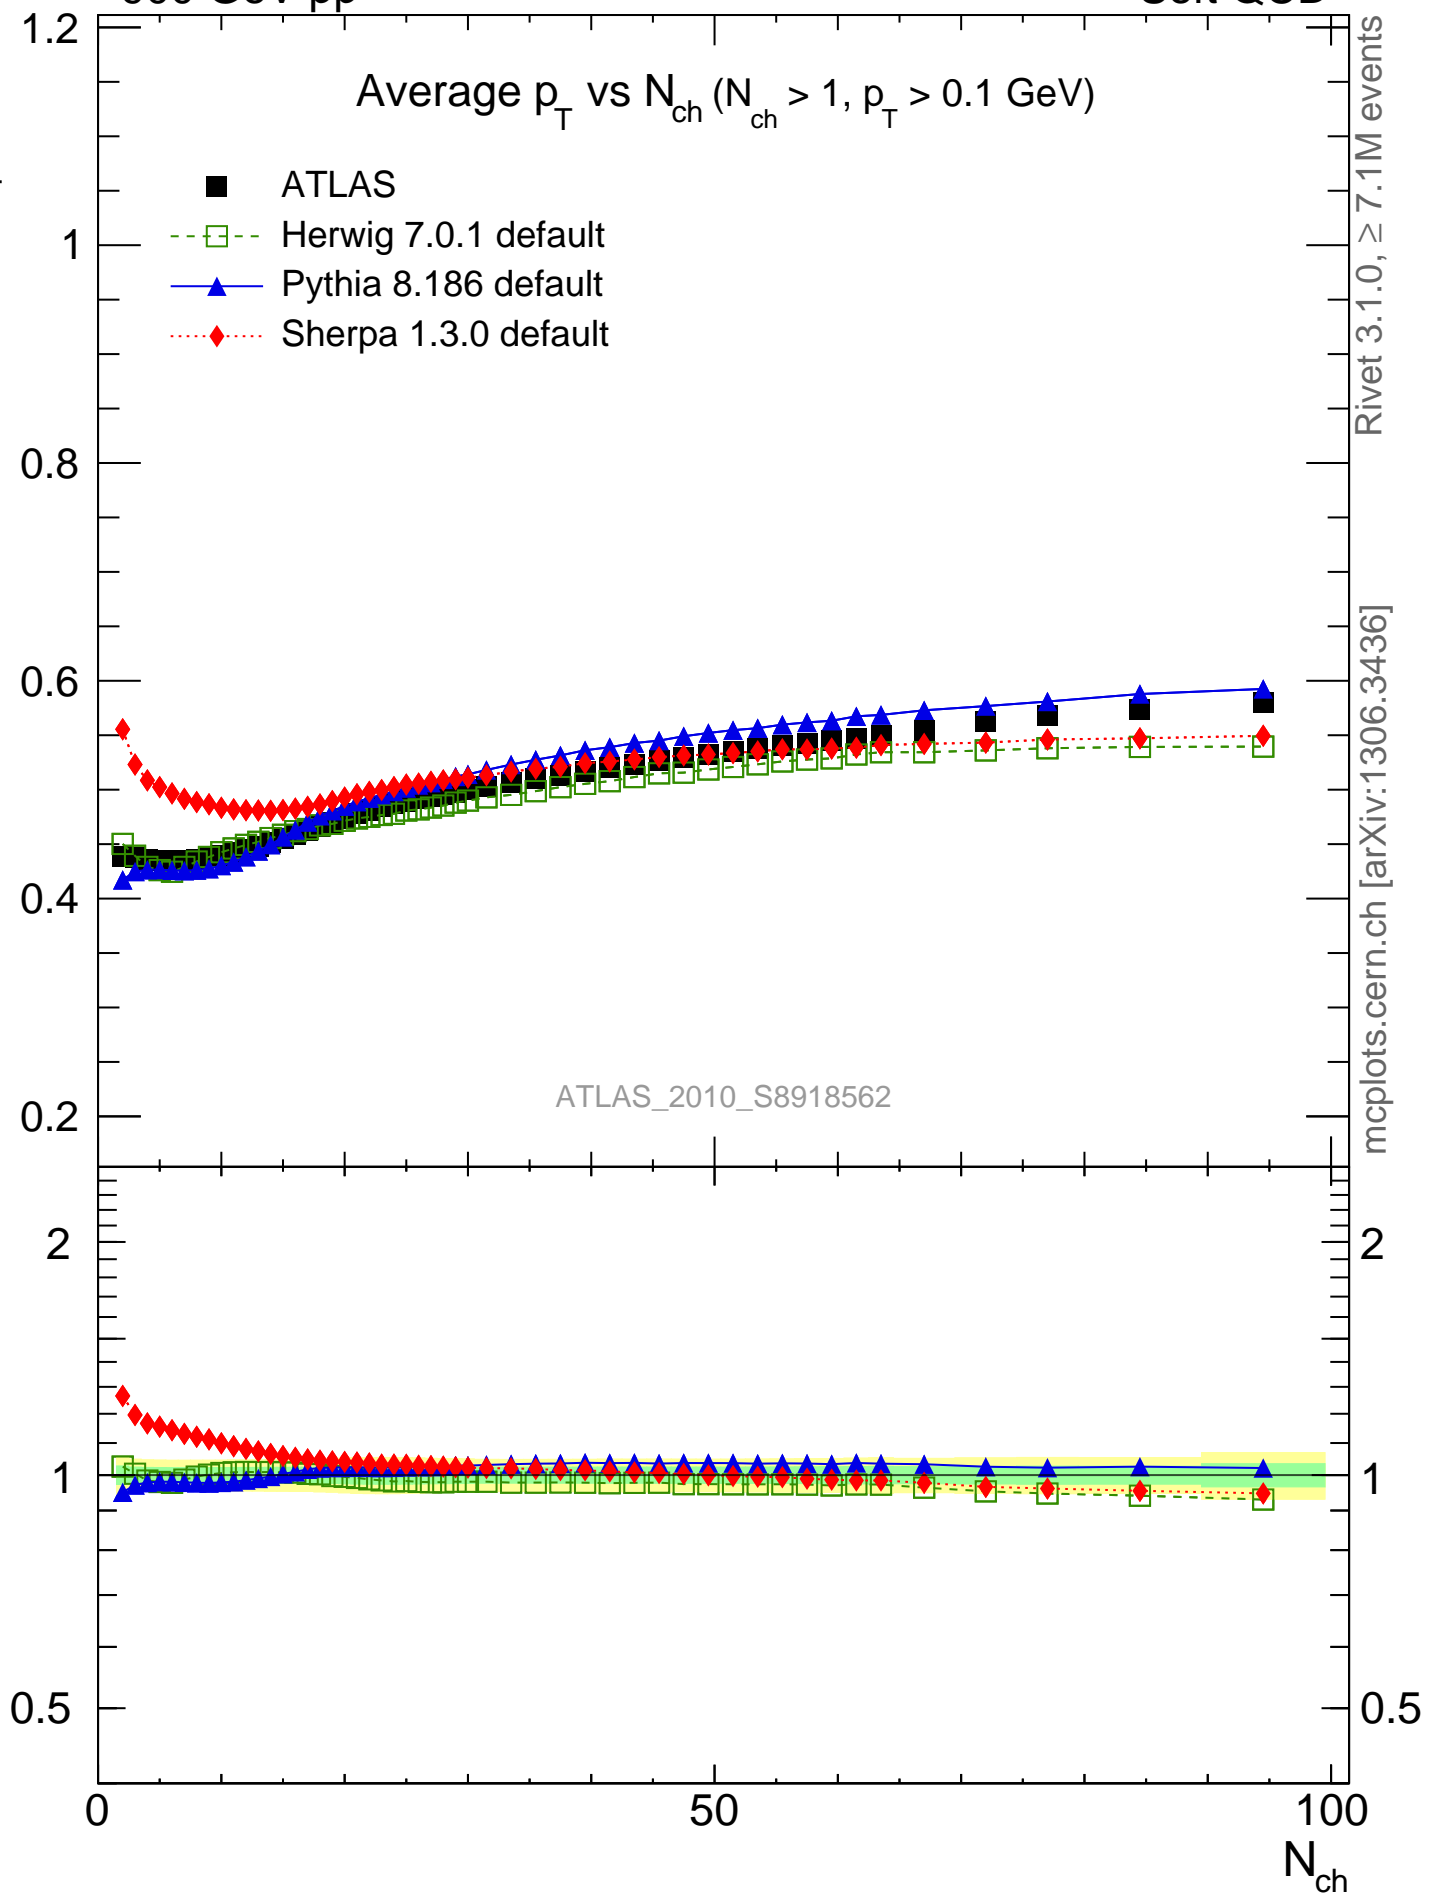 Average p_T vs N_ch (N_ch > 1, p_T > 0.1 GeV)
ATLAS
Herwig 7.0.1 default
Pythia 8.186 default
Sherpa 1.3.0 default
1.2
1
0.8
0.6
0.4
0.2
ATLAS_2010_S8918562
Rivet 3.1.0, ≥ 7.1M events
mcplots.cern.ch [arXiv:1306.3436]
2
1
0.5
2
1
0.5
0
50
100
N_ch